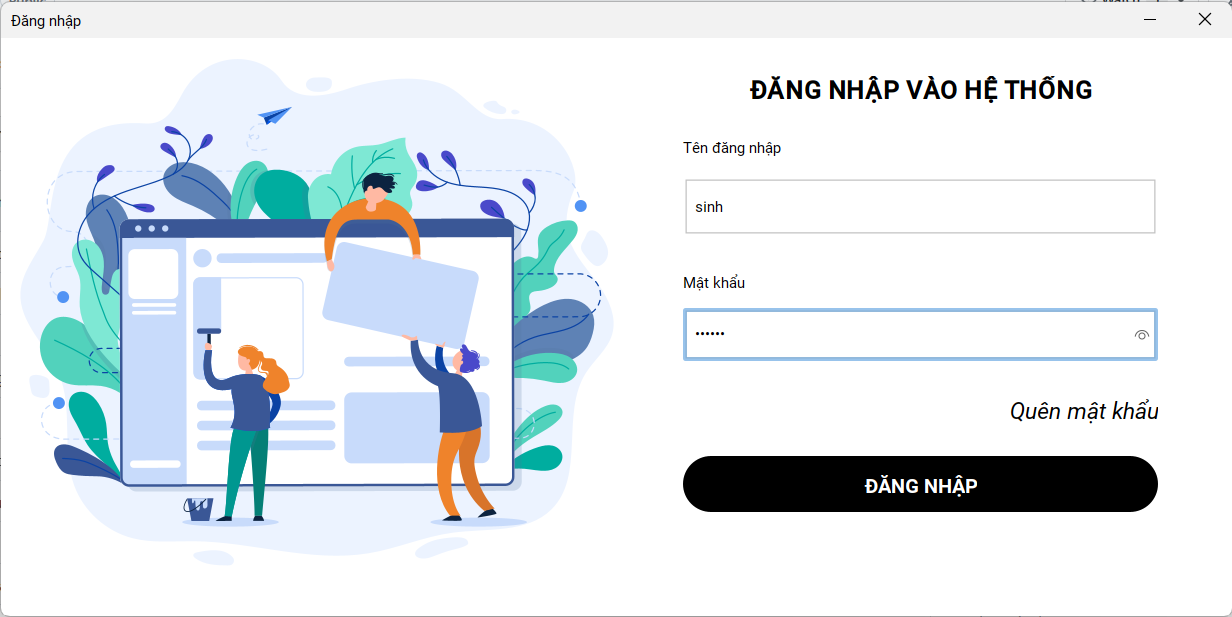 Đăng nhập
ĐĂNG NHẬP VÀO HỆ THỐNG
Tên đăng nhập
sinh
Mật khẩu
••••••
Quên mật khẩu
ĐĂNG NHẬP